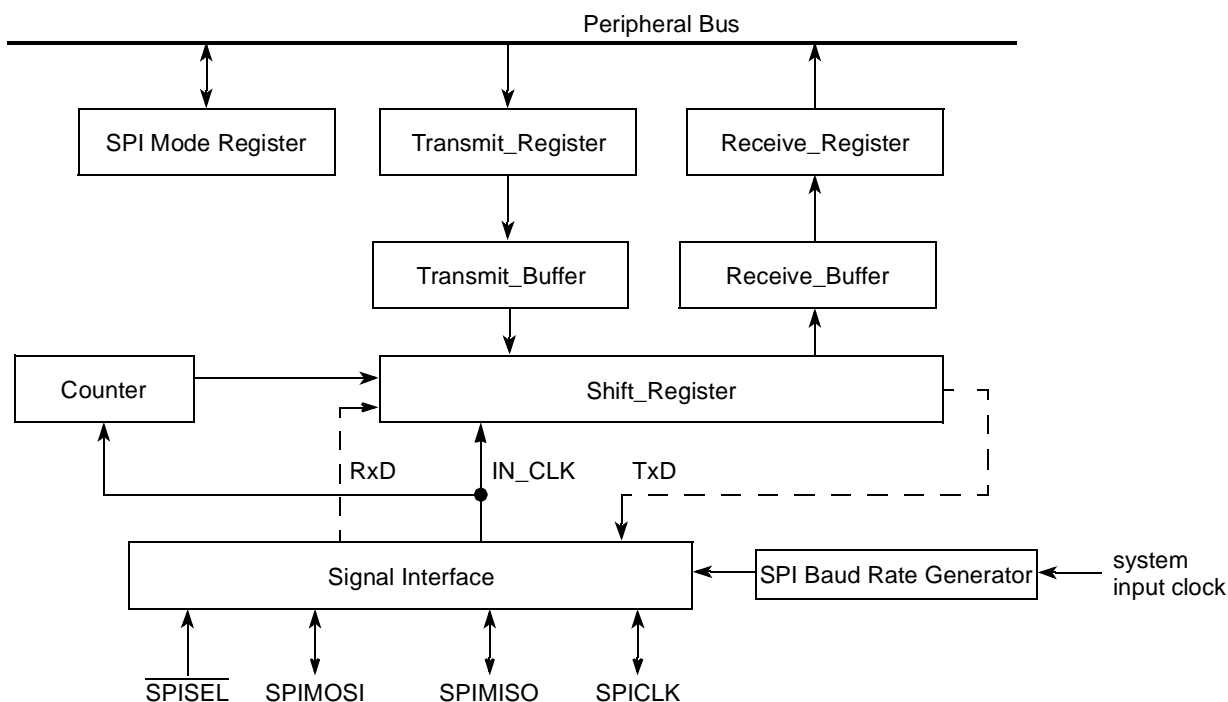 Peripheral Bus
SPI Mode Register
Transmit_Register
Receive_Register
Transmit_Buffer
Receive_Buffer
Counter
Shift_Register
RxD
IN_CLK
TxD
Signal Interface
SPI Baud Rate Generator
system
input clock
SPISEL
SPIMOSI
SPIMISO
SPICLK